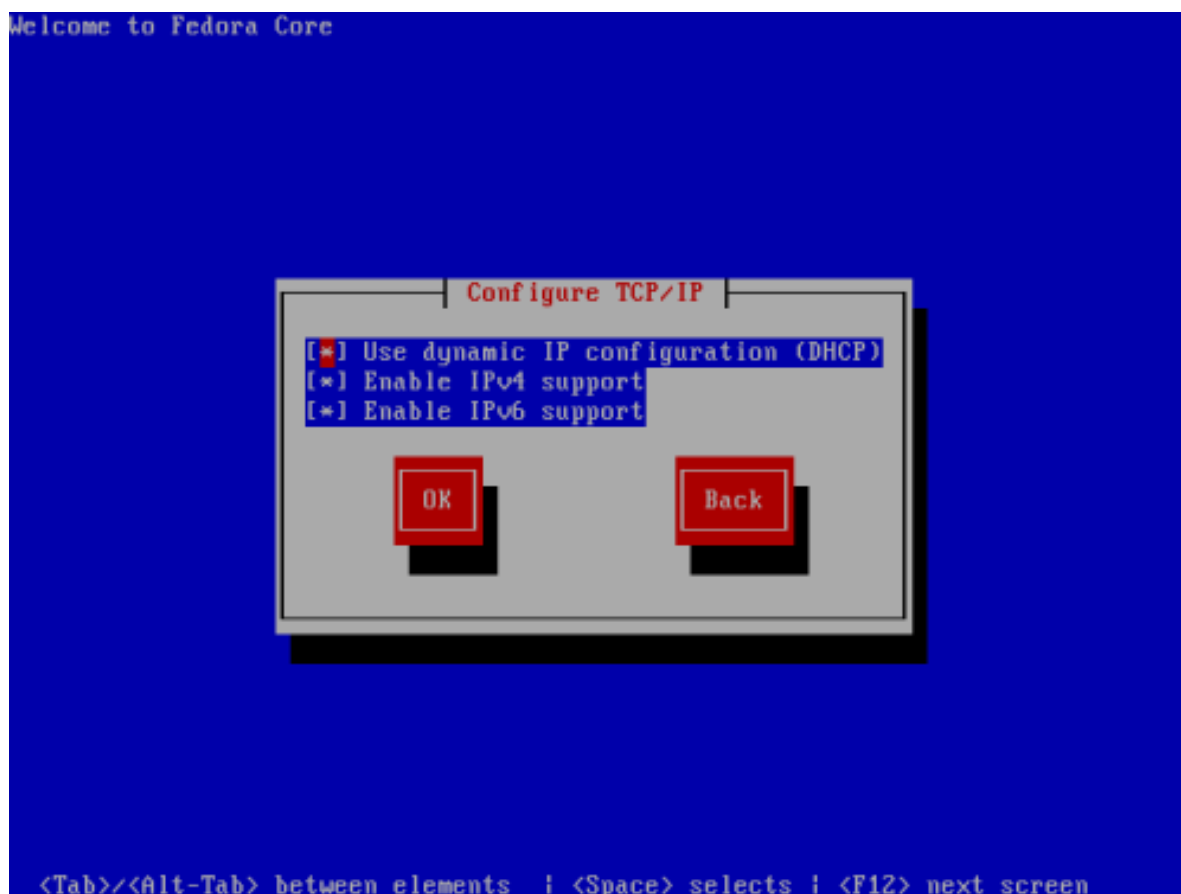 Welcome to Fedora Core
Configure TCP/IP
[*] Use dynamic IP configuration (DHCP)
[*] Enable IPv4 support
[*] Enable IPv6 support
OK Back
<Tab>/<Alt-Tab> between elements | <Space> selects | <F12> next screen